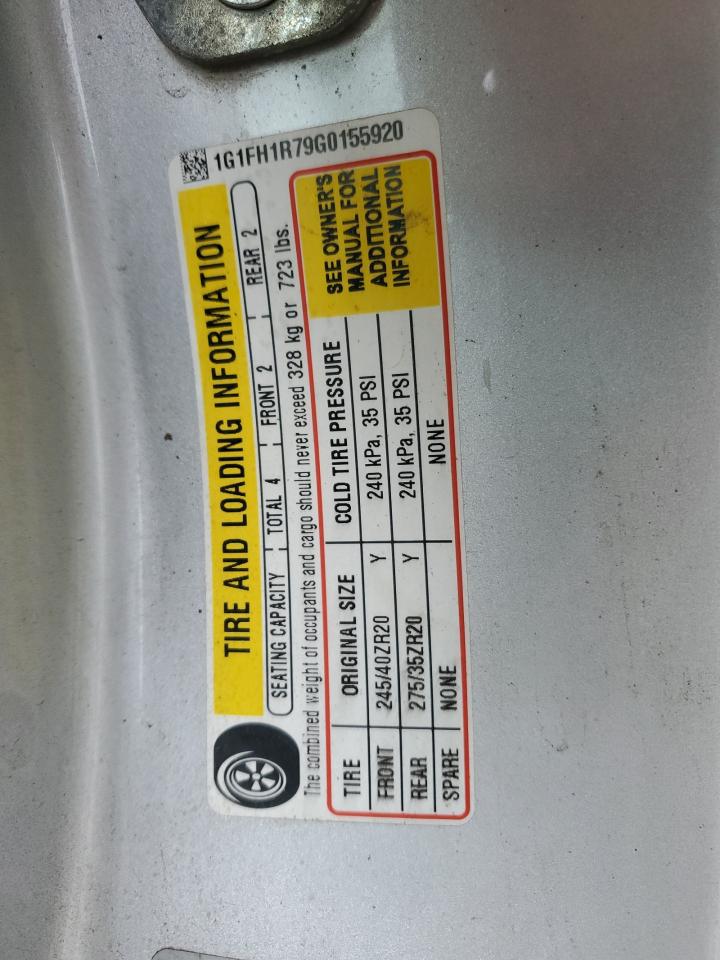 1G1FH1R79G0155920
TIRE AND LOADING INFORMATION
SEATING CAPACITY TOTAL 4 FRONT 2 REAR 2
The combined weight of occupants and cargo should never exceed 328 kg or 723 lbs.
TIRE ORIGINAL SIZE COLD TIRE PRESSURE
FRONT 245/40ZR20 Y 240 kPa, 35 PSI
REAR 275/35ZR20 Y 240 kPa, 35 PSI
SPARE NONE NONE
SEE OWNER'S
MANUAL FOR
ADDITIONAL
INFORMATION